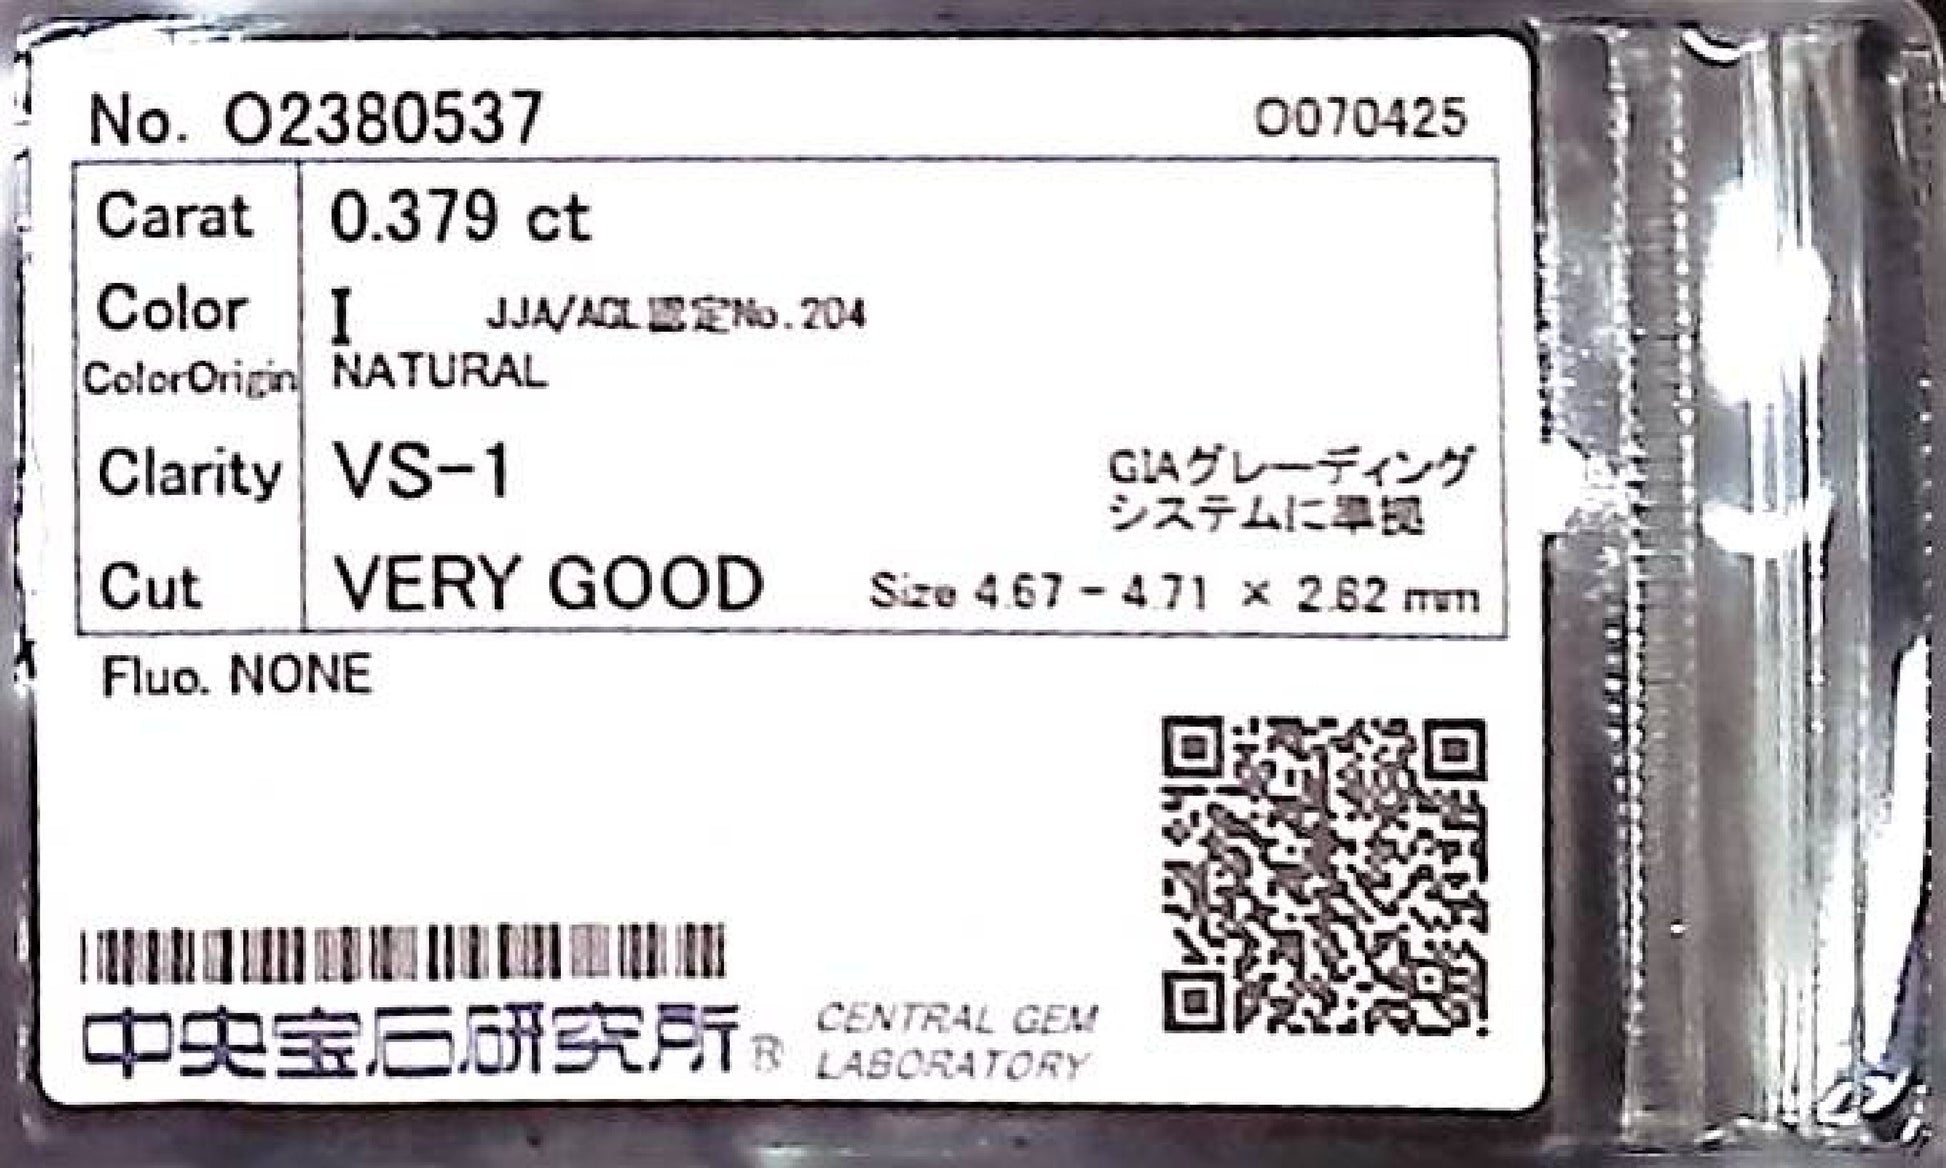 No. O2380537 O070425
Carat 0.379 ct
Color I JJA/AGL認定No.204
ColorOrigin NATURAL
Clarity VS-1
GIAグレーディング
システムに準拠
Cut VERY GOOD Size 4.67 - 4.71 × 2.82 mm
Fluo. NONE
中央宝石研究所® CENTRAL GEM
LABORATORY